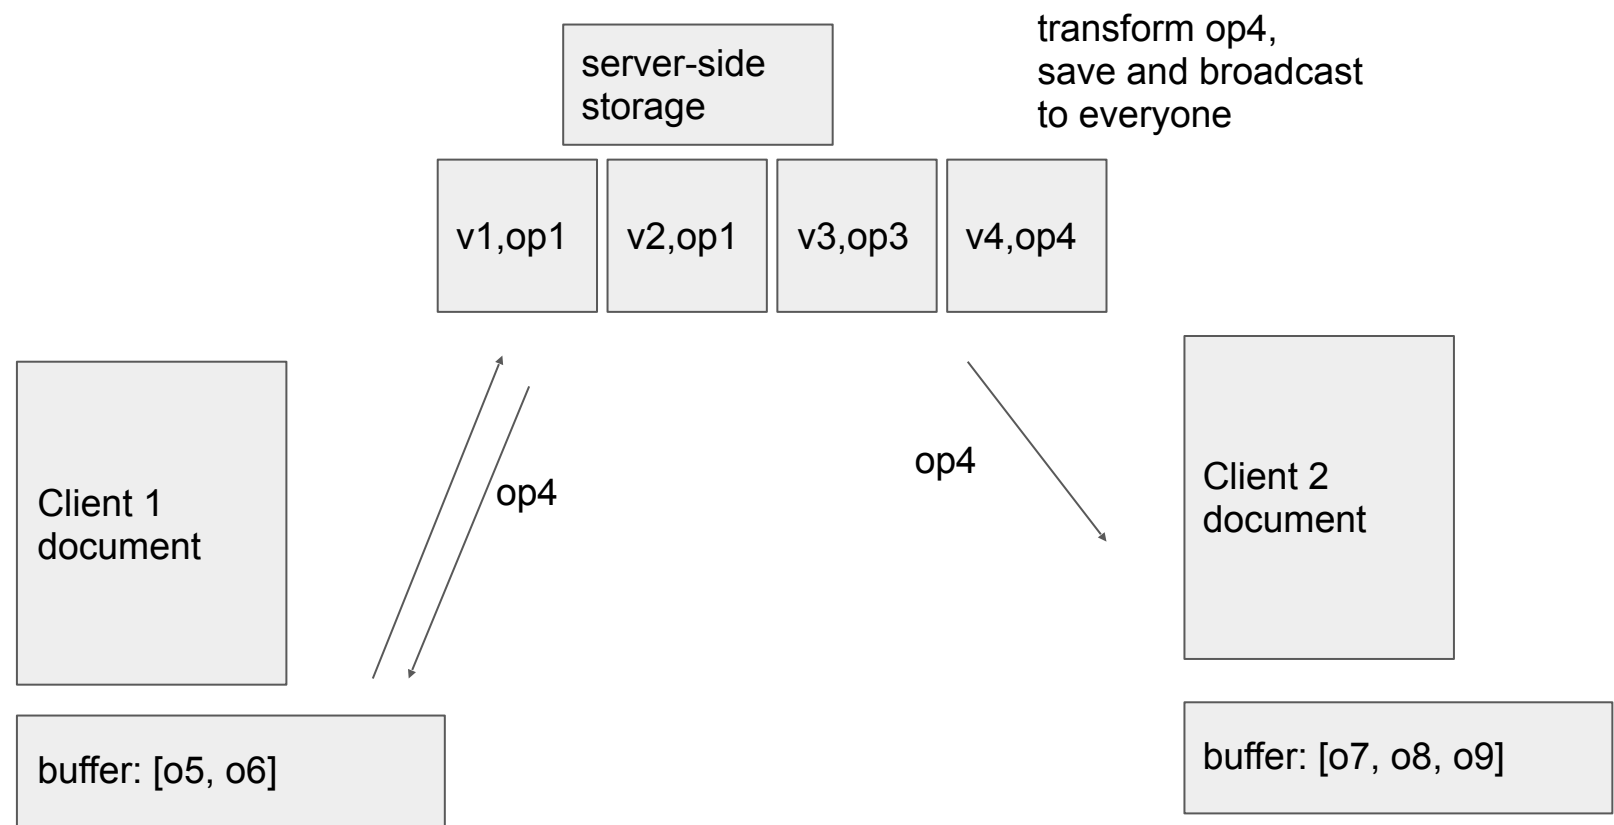 transform op4,
save and broadcast
to everyone
server-side
storage
v1,op1
v2,op1
v3,op3
v4,op4
op4
op4
Client 1
document
Client 2
document
buffer: [o5, o6]
buffer: [o7, o8, o9]